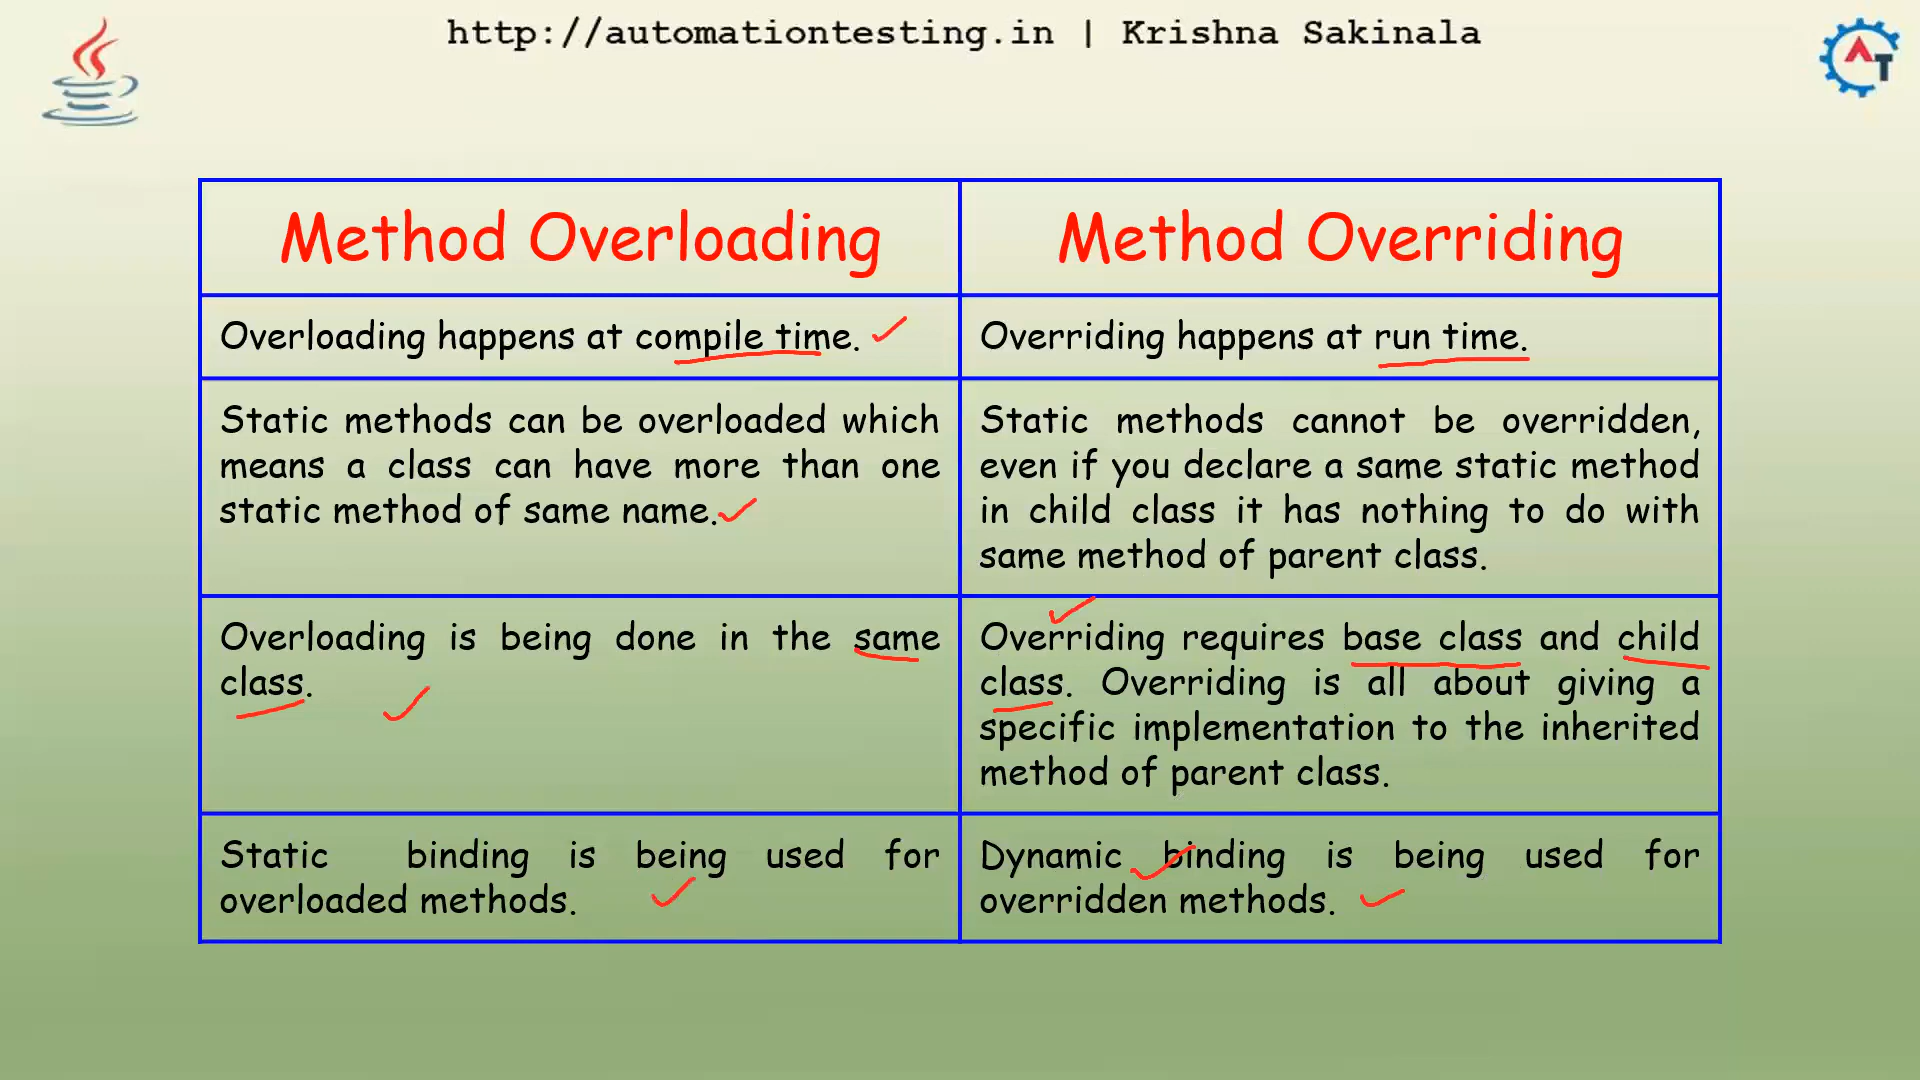 http://automationtesting.in | Krishna Sakinala
AT
Method Overloading
Method Overriding
Overloading happens at compile time.
Overriding happens at run time.
Static methods can be overloaded which
means a class can have more than one
static method of same name.
Static methods cannot be overridden,
even if you declare a same static method
in child class it has nothing to do with
same method of parent class.
Overloading is being done in the same
class.
Overriding requires base class and child
class. Overriding is all about giving a
specific implementation to the inherited
method of parent class.
Static binding is being used for
overloaded methods.
Dynamic binding is being used for
overridden methods.